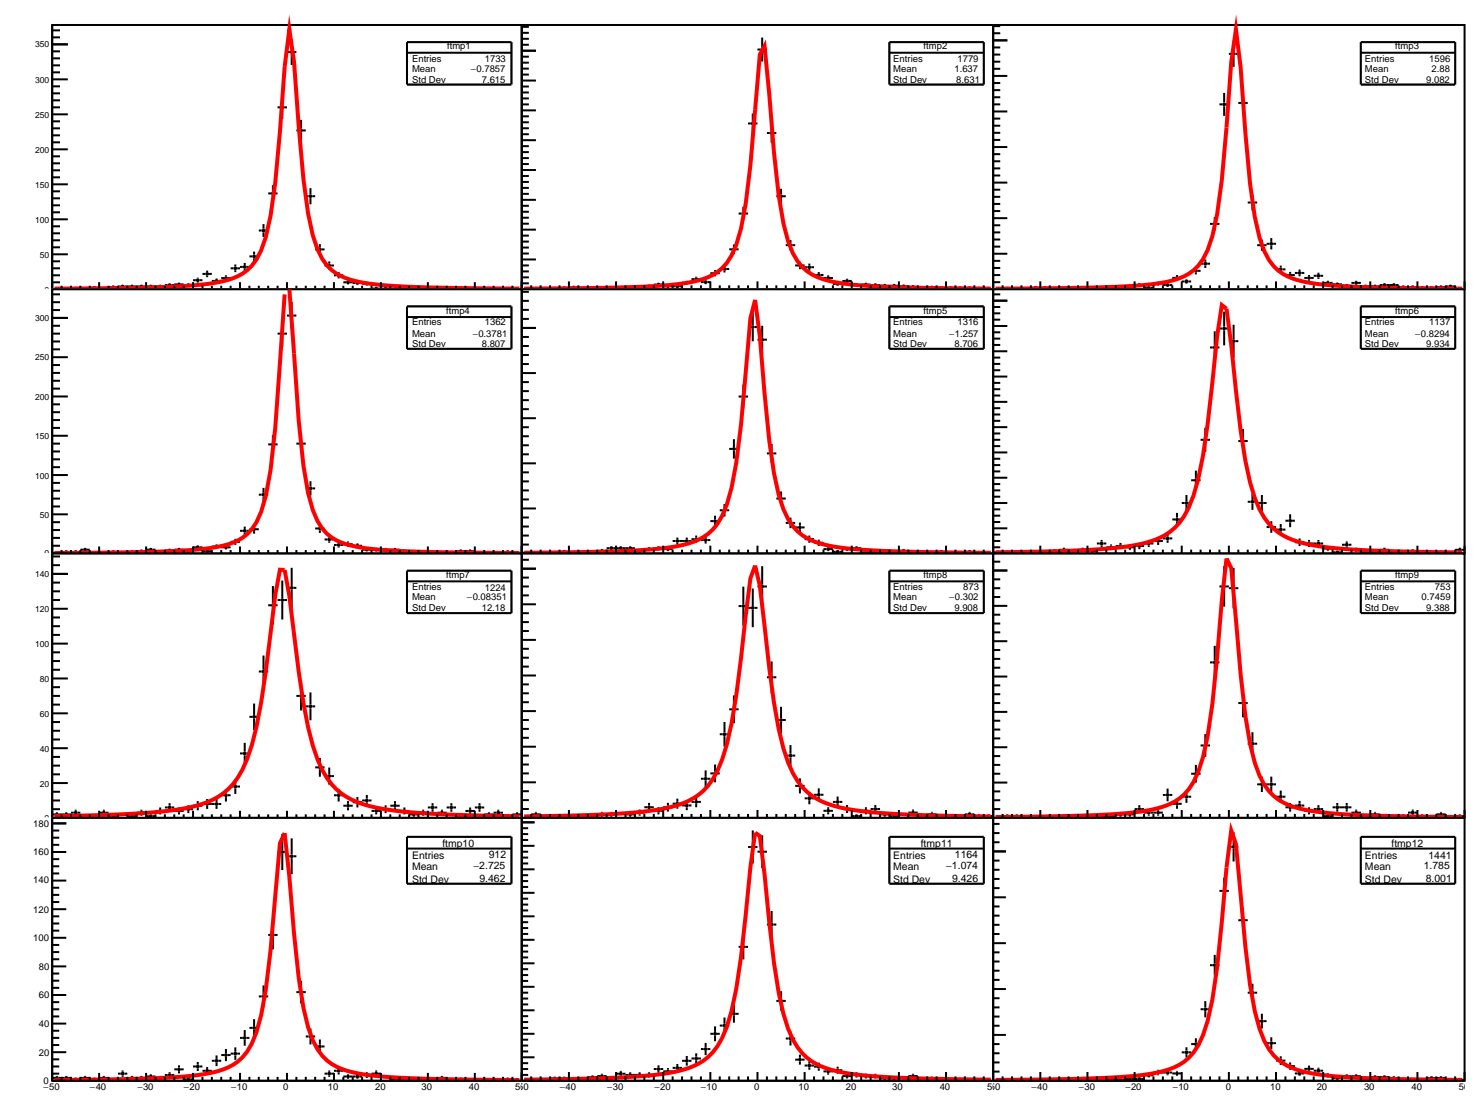 ftmp1
Entries 1733
Mean −0.7857
Std Dev 7.615
ftmp2
Entries 1779
Mean 1.637
Std Dev 8.631
ftmp3
Entries 1596
Mean 2.88
Std Dev 9.082
350
300
250
200
150
100
50
ftmp4
Entries 1362
Mean −0.3781
Std Dev 8.807
ftmp5
Entries 1316
Mean −1.257
Std Dev 8.706
ftmp6
Entries 1137
Mean −0.8294
Std Dev 9.934
300
250
200
150
100
50
ftmp7
Entries 1224
Mean −0.08351
Std Dev 12.18
ftmp8
Entries 873
Mean −0.302
Std Dev 9.908
ftmp9
Entries 753
Mean 0.7459
Std Dev 9.388
140
120
100
80
60
40
20
ftmp10
Entries 912
Mean −2.725
Std Dev 9.462
ftmp11
Entries 1164
Mean −1.074
Std Dev 9.426
ftmp12
Entries 1441
Mean 1.785
Std Dev 8.001
180
160
140
120
100
80
60
40
20
0
−50 −40 −30 −20 −10 0 10 20 30 40 50 −40 −30 −20 −10 0 10 20 30 40 50 −40 −30 −20 −10 0 10 20 30 40 50